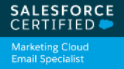 SALESFORCE
CERTIFIED
Marketing Cloud
Email Specialist